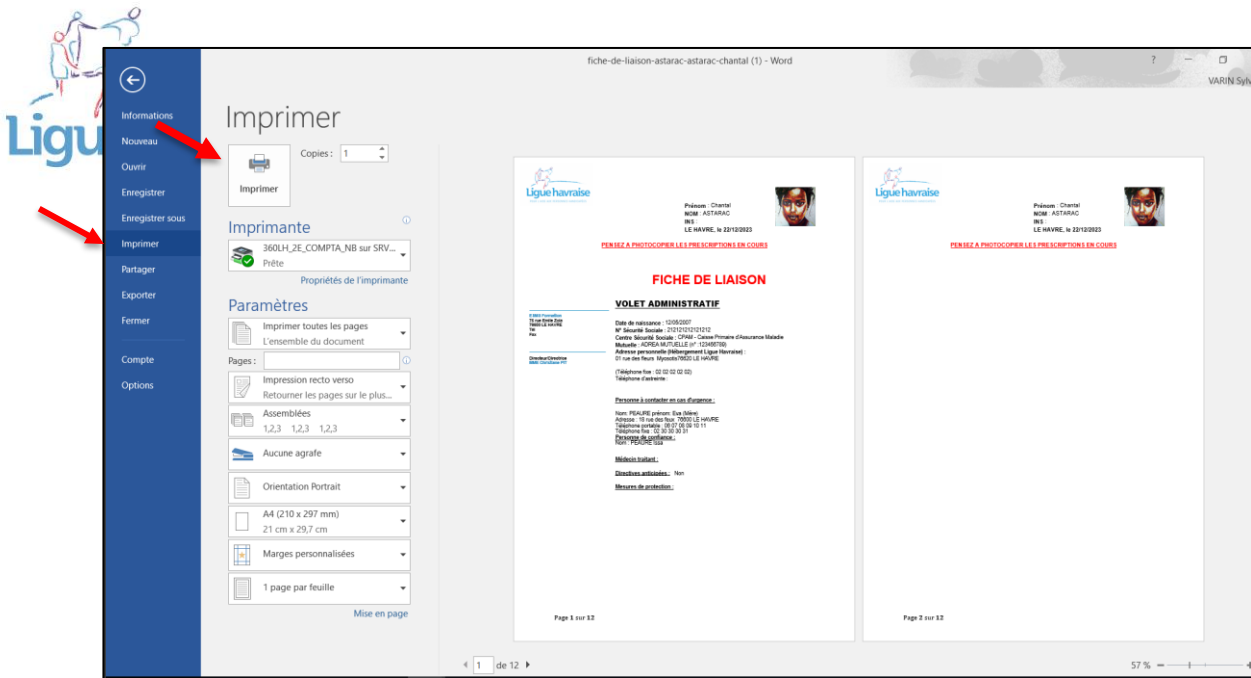 Ligu
fiche-de-liaison-astarac-astarac-chantal (1) - Word
?
VARIN Sylv
Informations
Nouveau
Ouvrir
Enregistrer
Enregistrer sous
Imprimer
Partager
Exporter
Fermer
Compte
Options
Imprimer
Copies : 1
Imprimer
Imprimante
360LH_2E_COMPTA_NB sur SRV...
Prête
Propriétés de l'imprimante
Paramètres
Imprimer toutes les pages
L'ensemble du document
Pages :
Impression recto verso
Retourner les pages sur le plus...
Assemblées
1,2,3 1,2,3 1,2,3
Aucune agrafe
Orientation Portrait
A4 (210 x 297 mm)
21 cm x 29,7 cm
Marges personnalisées
1 page par feuille
Mise en page
Ligue havraise
Prénom : Chantal
NOM : ASTARAC
INS :
LE HAVRE, le 22/12/2023
PENSEZ A PHOTOCOPIER LES PRESCRIPTIONS EN COURS
FICHE DE LIAISON
VOLET ADMINISTRATIF
Date de naissance : 12/05/2007
N° Sécurité Sociale : 212121212121212
Centre Sécurité Sociale : CPAM - Caisse Primaire d'Assurance Maladie
Mutuelle : ADREA MUTUELLE (n° :123456789)
Adresse personnelle (Hébergement Ligue Havraise) :
01 rue des fleurs Myosotis76620 LE HAVRE
(Téléphone fixe : 02 02 02 02 02)
Téléphone d'astreinte :
Tel
Fax
Directeur/Directrice
Personne à contacter en cas d'urgence :
Nom: PEAURE prénom: Eva (Mère)
Adresse : 15 rue des feux 76600 LE HAVRE
Téléphone portable : 06 07 08 09 10 11
Téléphone fixe : 02 30 30 30 31
Personne de confiance :
Nom : PEAURE Issa
Médecin traitant :
Directives anticipées : Non
Mesures de protection :
Page 1 sur 12
Ligue havraise
Prénom : Chantal
NOM : ASTARAC
INS :
LE HAVRE, le 22/12/2023
PENSEZ A PHOTOCOPIER LES PRESCRIPTIONS EN COURS
Page 2 sur 12
1 de 12
57 %